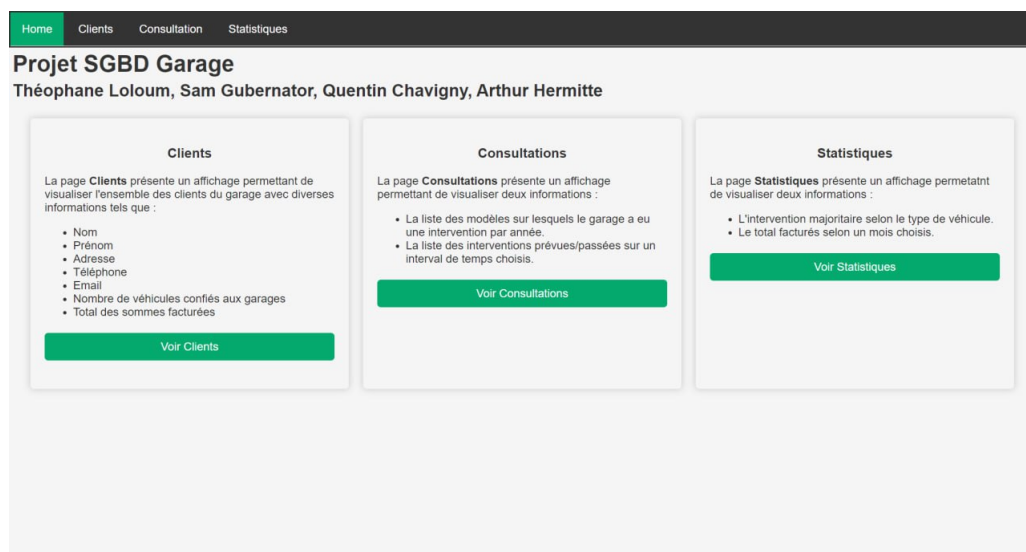 Home Clients Consultation Statistiques
Projet SGBD Garage
Théophane Loloum, Sam Gubernator, Quentin Chavigny, Arthur Hermitte
Clients
La page Clients présente un affichage permettant de
visualiser l'ensemble des clients du garage avec diverses
informations tels que :
• Nom
• Prénom
• Adresse
• Téléphone
• Email
• Nombre de véhicules confiés aux garages
• Total des sommes facturées
Voir Clients
Consultations
La page Consultations présente un affichage
permettant de visualiser deux informations :
• La liste des modèles sur lesquels le garage a eu
une intervention par année.
• La liste des interventions prévues/passées sur un
interval de temps choisis.
Voir Consultations
Statistiques
La page Statistiques présente un affichage permetatnt
de visualiser deux informations :
• L'intervention majoritaire selon le type de véhicule.
• Le total facturés selon un mois choisis.
Voir Statistiques